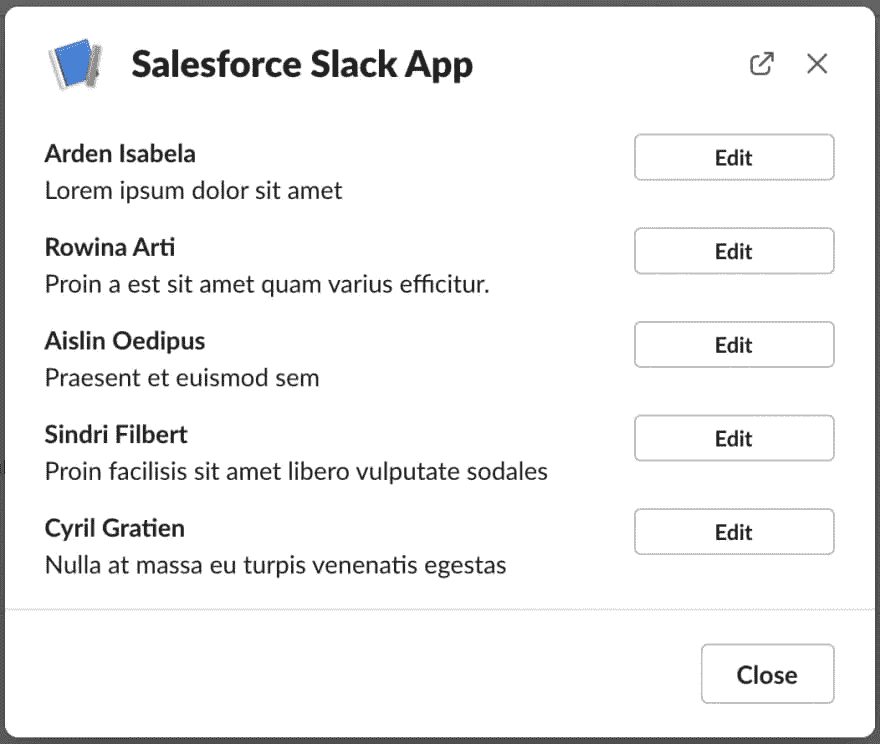 Salesforce Slack App
Arden Isabela
Edit
Lorem ipsum dolor sit amet
Rowina Arti
Edit
Proin a est sit amet quam varius efficitur.
Aislin Oedipus
Edit
Praesent et euismod sem
Sindri Filbert
Edit
Proin facilisis sit amet libero vulputate sodales
Cyril Gratien
Edit
Nulla at massa eu turpis venenatis egestas
Close